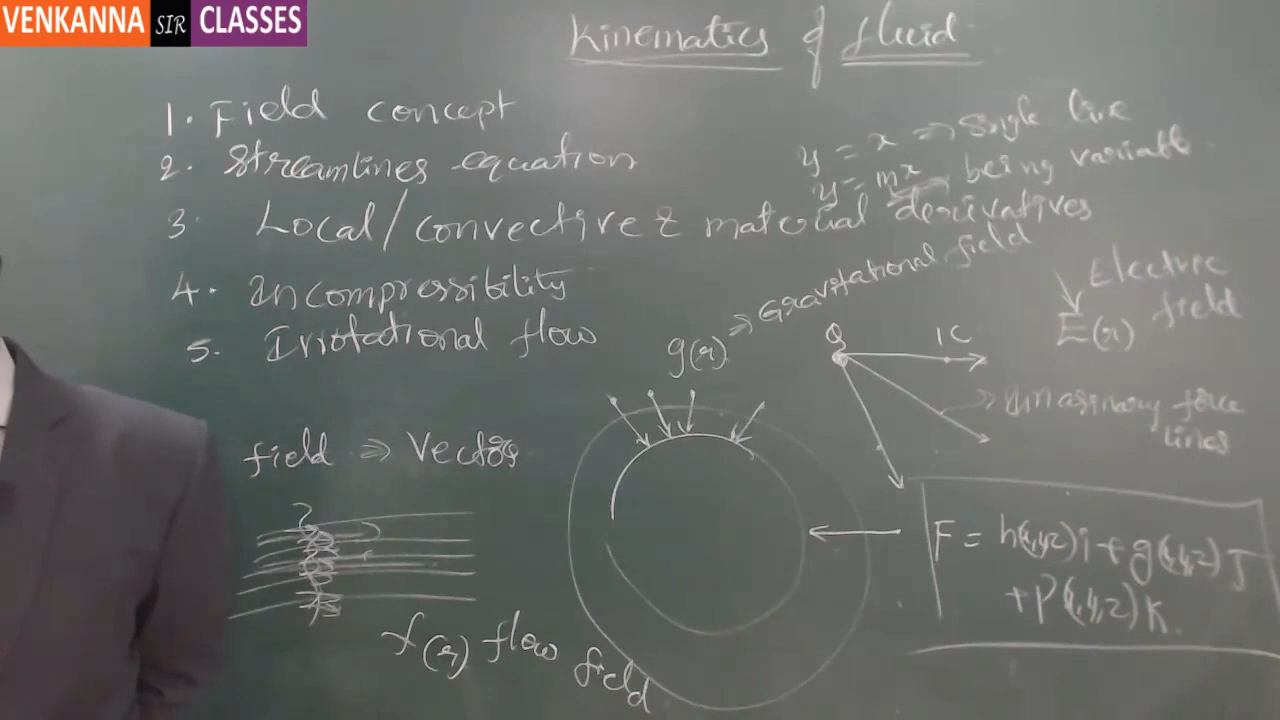 VENKANNA SIR CLASSES
Kinematics of fluid
1. Field concept
2. Streamlines equation
3. Local/convective & material derivatives
4. Incompressibility
5. Irrotational flow
y = x ⇒ single line
y = mx being variable
g(r) ⇒ Gravitational field
Electric field
E(r)
Q 1C
Imaginary force lines
field ⇒ Vectors
F = h(x,y,z)i + g(x,y,z)J
+ P(x,y,z)K.
f(r) flow field